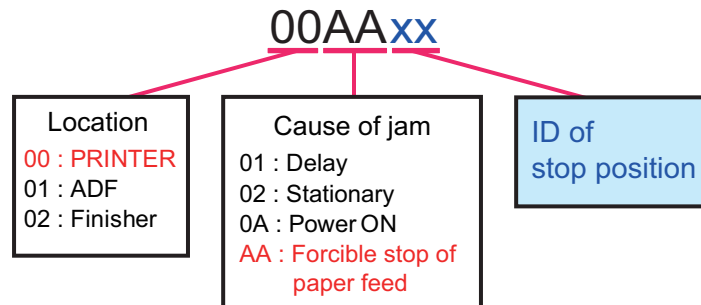 00AAxx
Location
00 : PRINTER
01 : ADF
02 : Finisher
Cause of jam
01 : Delay
02 : Stationary
0A : Power ON
AA : Forcible stop of
paper feed
ID of
stop position